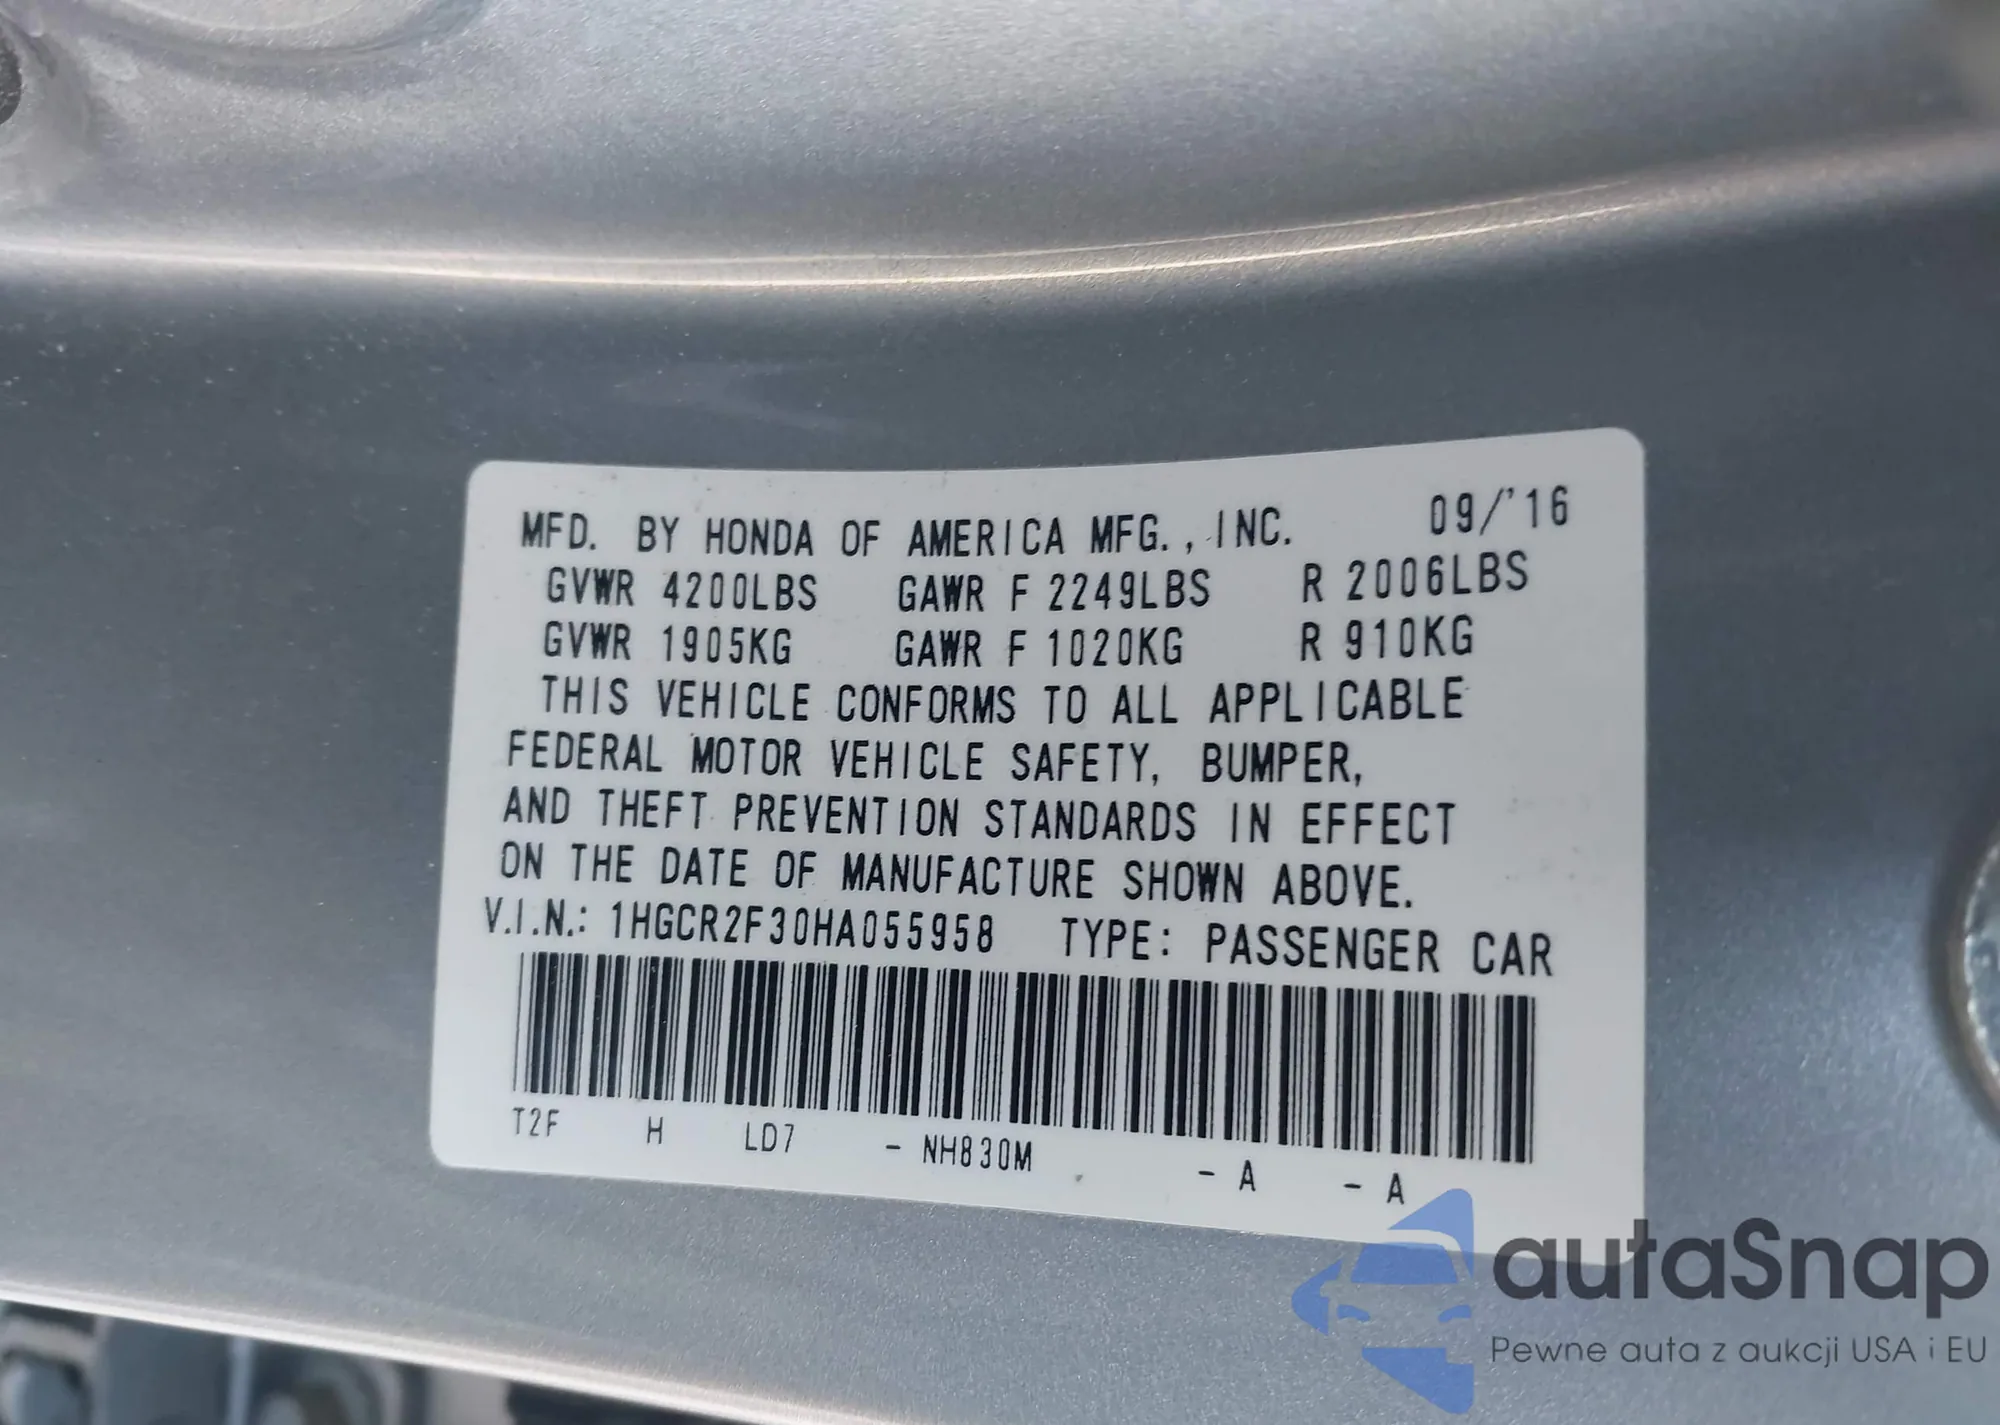 MFD. BY HONDA OF AMERICA MFG., INC. 09/'16
GVWR 4200LBS GAWR F 2249LBS R 2006LBS
GVWR 1905KG GAWR F 1020KG R 910KG
THIS VEHICLE CONFORMS TO ALL APPLICABLE
FEDERAL MOTOR VEHICLE SAFETY, BUMPER,
AND THEFT PREVENTION STANDARDS IN EFFECT
ON THE DATE OF MANUFACTURE SHOWN ABOVE.
V.I.N.: 1HGCR2F30HA055958 TYPE: PASSENGER CAR
T2F H LD7 - NH830M - A - A
autaSnap
Pewne auta z aukcji USA i EU